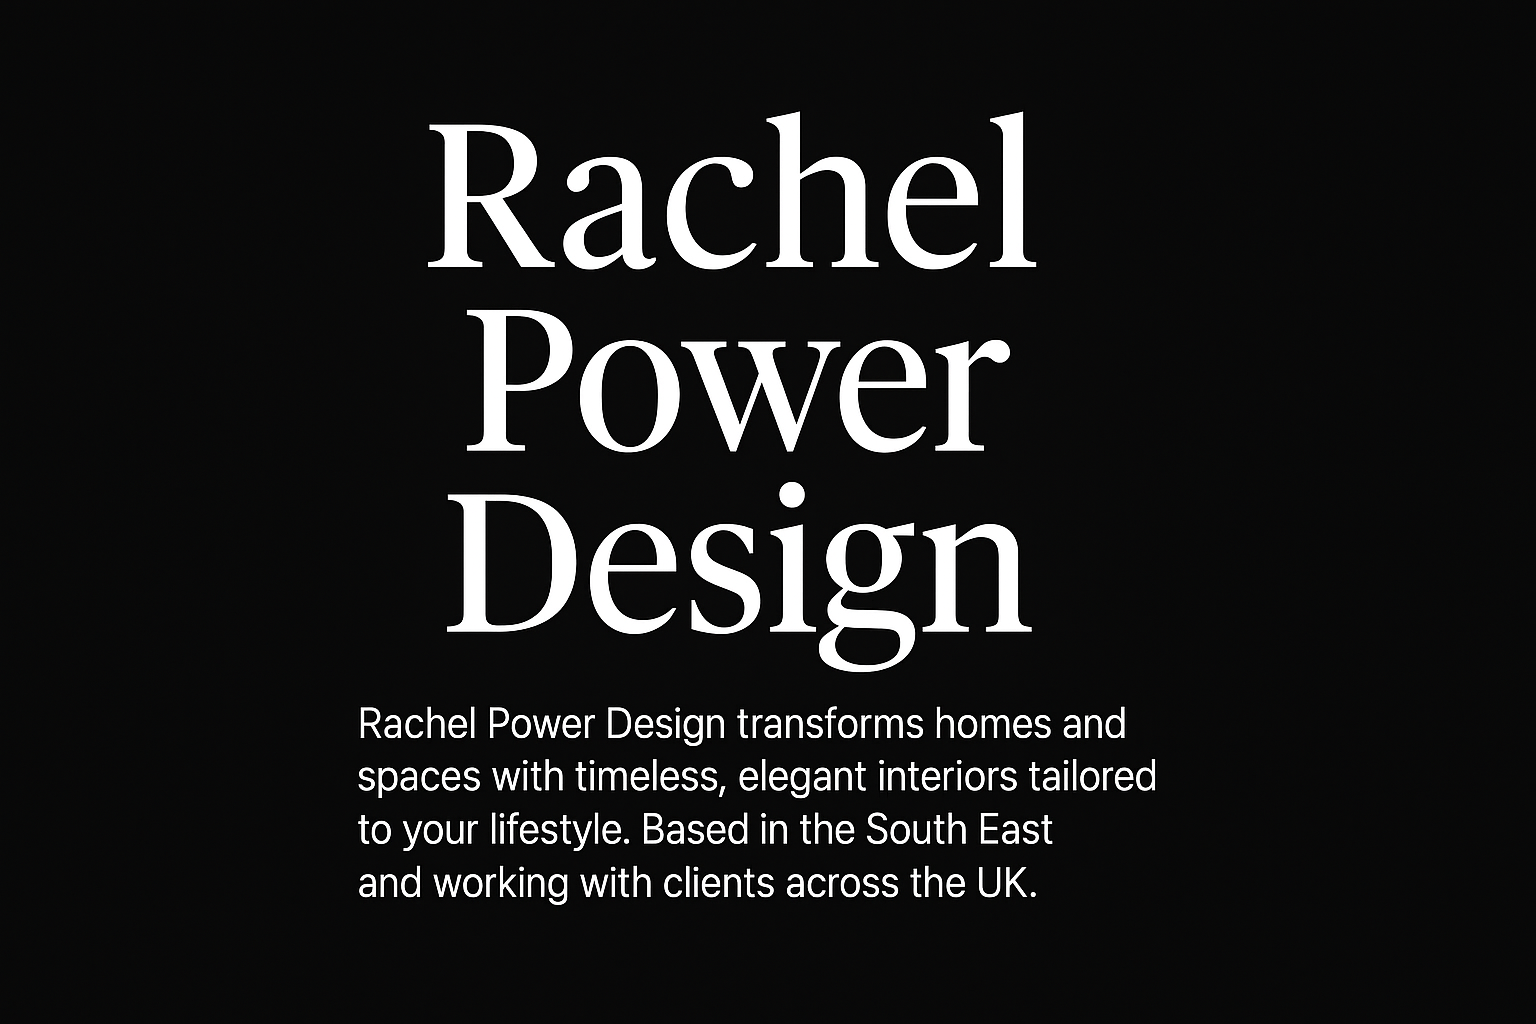 Rachel
Power
Design
Rachel Power Design transforms homes and
spaces with timeless, elegant interiors tailored
to your lifestyle. Based in the South East
and working with clients across the UK.